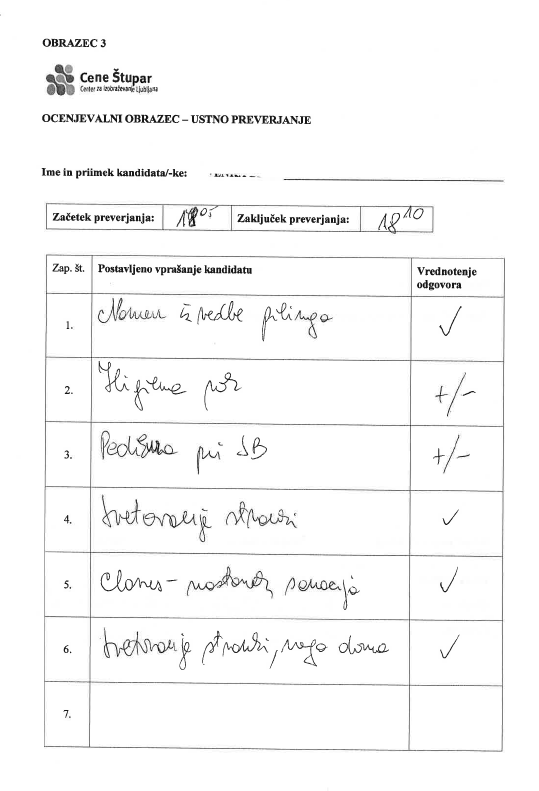 OBRAZEC 3
Cene Štupar
Center za izobraževanje Ljubljana
OCENJEVALNI OBRAZEC – USTNO PREVERJANJE
Ime in priimek kandidata/-ke:
Začetek preverjanja: 18 05 Zaključek preverjanja: 18 10
Zap. št. Postavljeno vprašanje kandidatu Vrednotenje odgovora
1. Namen izvedbe pilinga ✓
2. Higiena rok +/-
3. Pedikura pri SB +/-
4. Svetovanje stranki ✓
5. Clavus - nastanek, sanacija ✓
6. Svetovanje stranki, nega doma ✓
7.